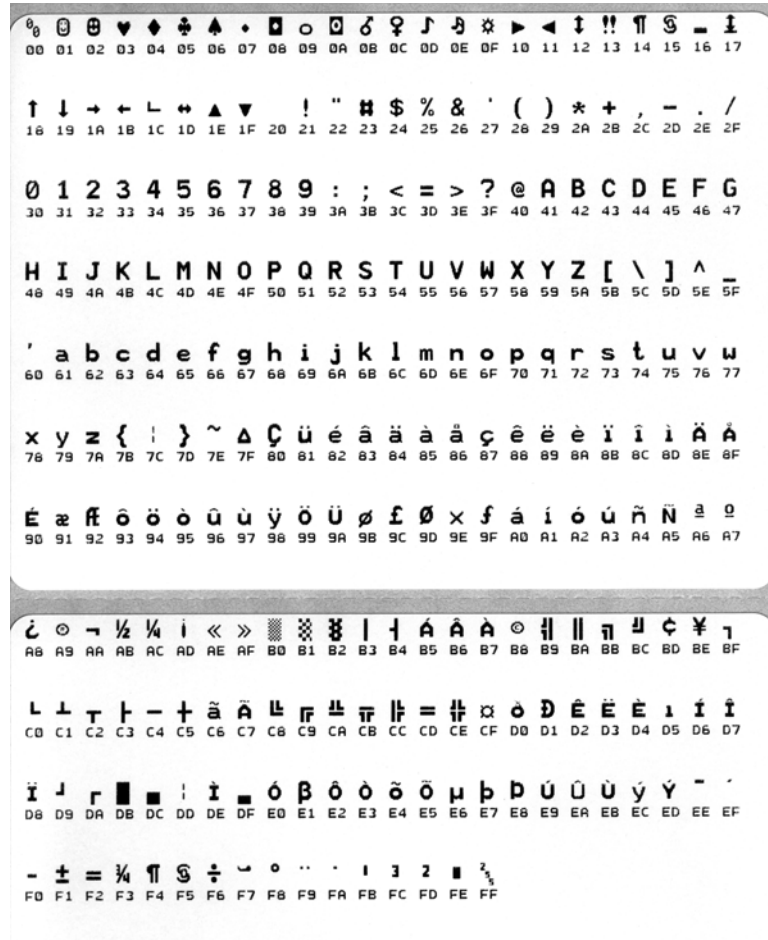 ⁰₀ ☺ ☻ ♥ ♦ ♣ ♠ • ◘ ○ ◙ ♂ ♀ ♪ ♫ ☼ ► ◄ ↕ ‼ ¶ § ▬ ↨
00 01 02 03 04 05 06 07 08 09 0A 0B 0C 0D 0E 0F 10 11 12 13 14 15 16 17
↑ ↓ → ← ∟ ↔ ▲ ▼ ! " # $ % & ' ( ) * + , - . /
18 19 1A 1B 1C 1D 1E 1F 20 21 22 23 24 25 26 27 28 29 2A 2B 2C 2D 2E 2F
0 1 2 3 4 5 6 7 8 9 : ; < = > ? @ A B C D E F G
30 31 32 33 34 35 36 37 38 39 3A 3B 3C 3D 3E 3F 40 41 42 43 44 45 46 47
H I J K L M N O P Q R S T U V W X Y Z [ \ ] ^ _
48 49 4A 4B 4C 4D 4E 4F 50 51 52 53 54 55 56 57 58 59 5A 5B 5C 5D 5E 5F
' a b c d e f g h i j k l m n o p q r s t u v w
60 61 62 63 64 65 66 67 68 69 6A 6B 6C 6D 6E 6F 70 71 72 73 74 75 76 77
x y z { ¦ } ~ ∆ Ç ü é â ä à å ç ê ë è ï î ì Ä Å
78 79 7A 7B 7C 7D 7E 7F 80 81 82 83 84 85 86 87 88 89 8A 8B 8C 8D 8E 8F
É æ Æ ô ö ò û ù ÿ Ö Ü ø £ Ø × ƒ á í ó ú ñ Ñ ª º
90 91 92 93 94 95 96 97 98 99 9A 9B 9C 9D 9E 9F A0 A1 A2 A3 A4 A5 A6 A7
¿ ® ¬ ½ ¼ ¡ « » ░ ▒ ▓ │ ┤ Á Â À © ╣ ║ ╗ ╝ ¢ ¥ ┐
A8 A9 AA AB AC AD AE AF B0 B1 B2 B3 B4 B5 B6 B7 B8 B9 BA BB BC BD BE BF
└ ┴ ┬ ├ ─ ┼ ã Ã ╚ ╔ ╩ ╦ ╠ ═ ╬ ¤ ð Đ Ê Ë È ı Í Î
C0 C1 C2 C3 C4 C5 C6 C7 C8 C9 CA CB CC CD CE CF D0 D1 D2 D3 D4 D5 D6 D7
Ï ┘ ┌ █ ▄ ¦ Ì ▬ Ó β Ô Ò õ Õ µ þ Þ Ú Û Ù ý Ý ¯ ´
D8 D9 DA DB DC DD DE DF E0 E1 E2 E3 E4 E5 E6 E7 E8 E9 EA EB EC ED EE EF
- ± = ¾ ¶ § ÷ ¸ ° ¨ · ı 3 2 ■ ²₅₅
F0 F1 F2 F3 F4 F5 F6 F7 F8 F9 FA FB FC FD FE FF